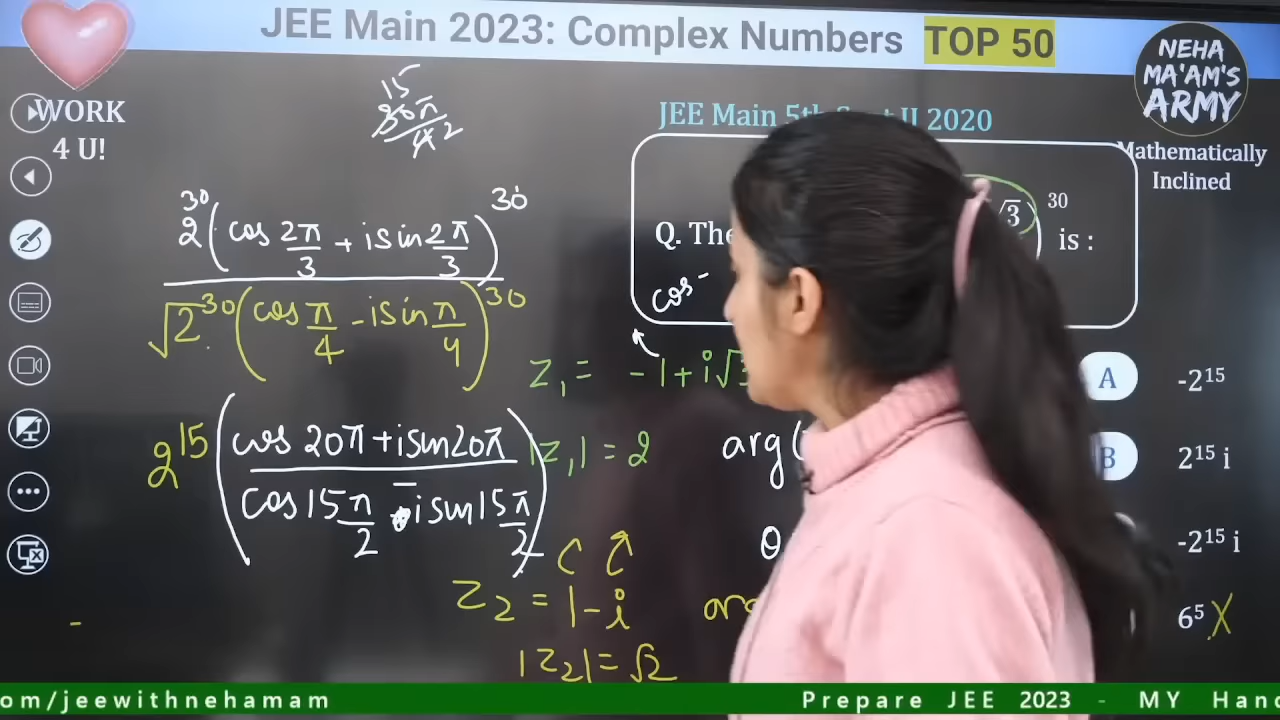 JEE Main 2023: Complex Numbers TOP 50
NEHA
MA'AM'S
ARMY
WORK
4 U!
Mathematically
Inclined
15
30π
4 2
JEE Main 5th II 2020
Q. The √3) 30 is :
cos
2^30 (cos 2π/3 + i sin 2π/3)^30
√2^30 (cos π/4 - i sin π/4)^30
z₁ = -1 + i√3
2^15 (cos 20π + i sin 20π
cos 15π/2 - i sin 15π/2)
|z₁| = 2
arg(
θ
z₂ = 1 - i
|z₂| = √2
A -2^15
B 2^15 i
-2^15 i
6^5 X
om/jeewithnehamam
Prepare JEE 2023 - MY Hand